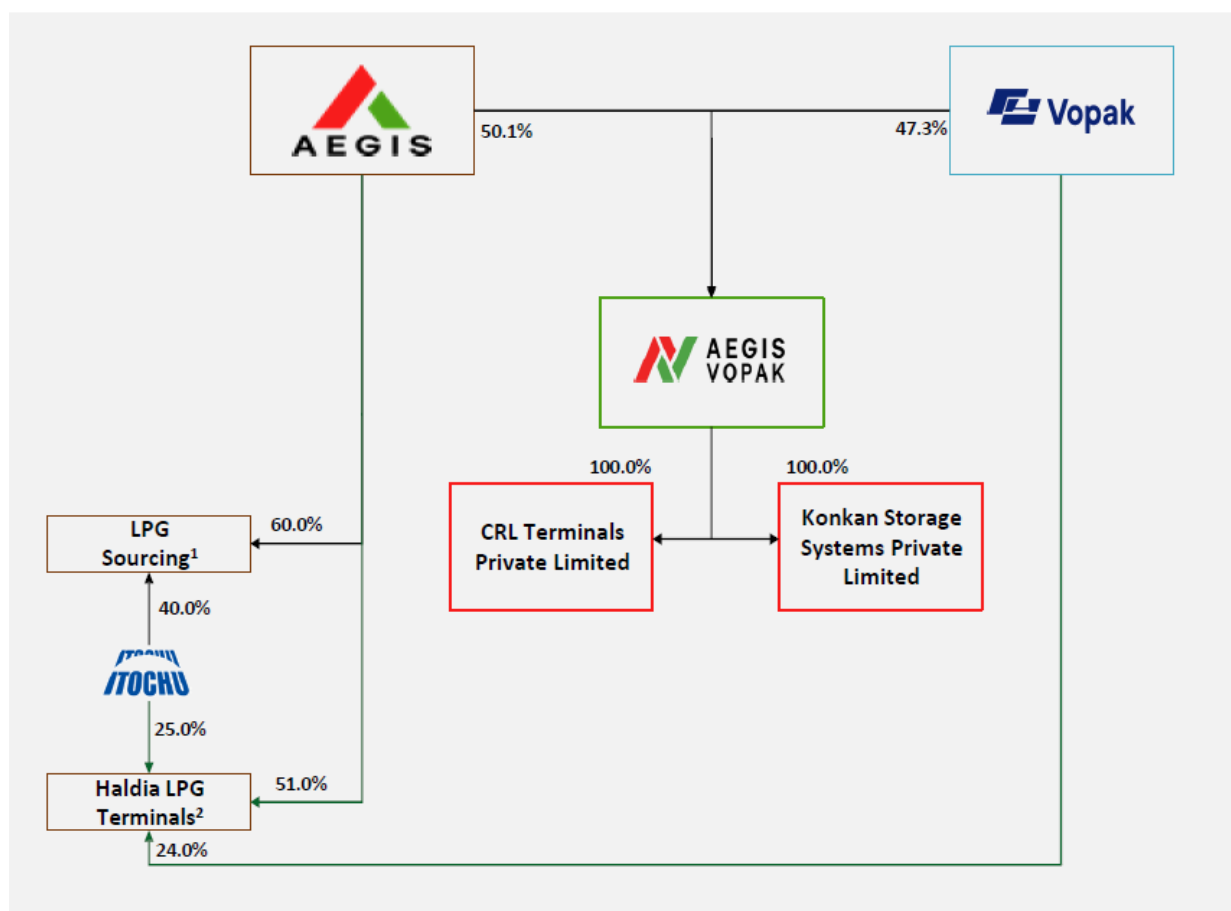 AEGIS
50.1%
47.3%
Vopak
AEGIS
VOPAK
100.0%
100.0%
CRL Terminals
Private Limited
Konkan Storage
Systems Private
Limited
LPG
Sourcing¹
60.0%
40.0%
ITOCHU
ITOCHU
25.0%
Haldia LPG
Terminals²
51.0%
24.0%